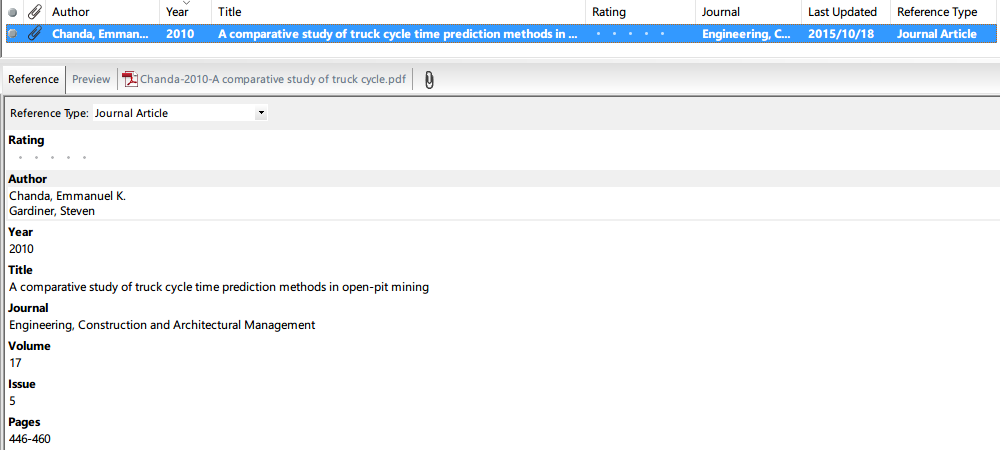 Author Year Title Rating Journal Last Updated Reference Type
Chanda, Emman... 2010 A comparative study of truck cycle time prediction methods in ... Engineering, C... 2015/10/18 Journal Article
Reference Preview Chanda-2010-A comparative study of truck cycle.pdf
Reference Type: Journal Article
Rating
Author
Chanda, Emmanuel K.
Gardiner, Steven
Year
2010
Title
A comparative study of truck cycle time prediction methods in open-pit mining
Journal
Engineering, Construction and Architectural Management
Volume
17
Issue
5
Pages
446-460